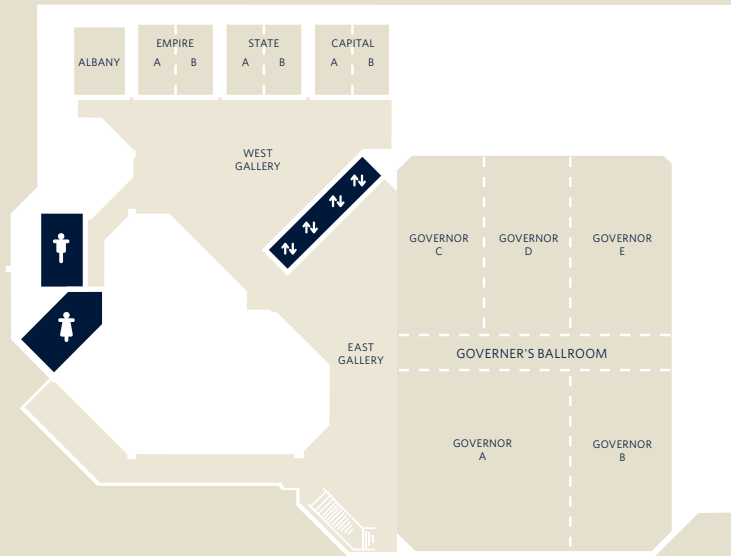 EMPIRE
STATE
CAPITAL
ALBANY
A
B
A
B
A
B
WEST
GALLERY
GOVERNOR
C
GOVERNOR
D
GOVERNOR
E
EAST
GALLERY
GOVERNER'S BALLROOM
GOVERNOR
A
GOVERNOR
B